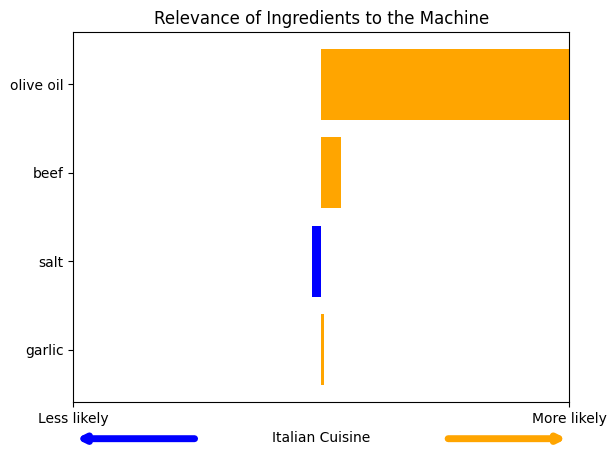 Relevance of Ingredients to the Machine
olive oil
beef
salt
garlic
Less likely
More likely
Italian Cuisine